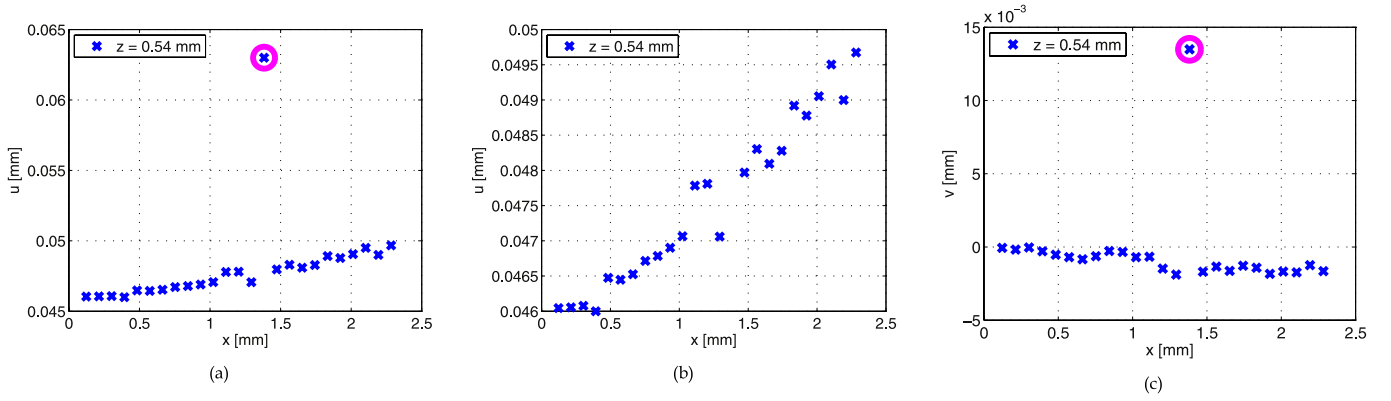 0.065
0.06
0.055
0.05
0.045
u [mm]
z = 0.54 mm
0 0.5 1 1.5 2 2.5
x [mm]
(a)
0.05
0.0495
0.049
0.0485
0.048
0.0475
0.047
0.0465
0.046
u [mm]
z = 0.54 mm
0 0.5 1 1.5 2 2.5
x [mm]
(b)
x 10⁻³
15
10
5
0
−5
v [mm]
z = 0.54 mm
0 0.5 1 1.5 2 2.5
x [mm]
(c)